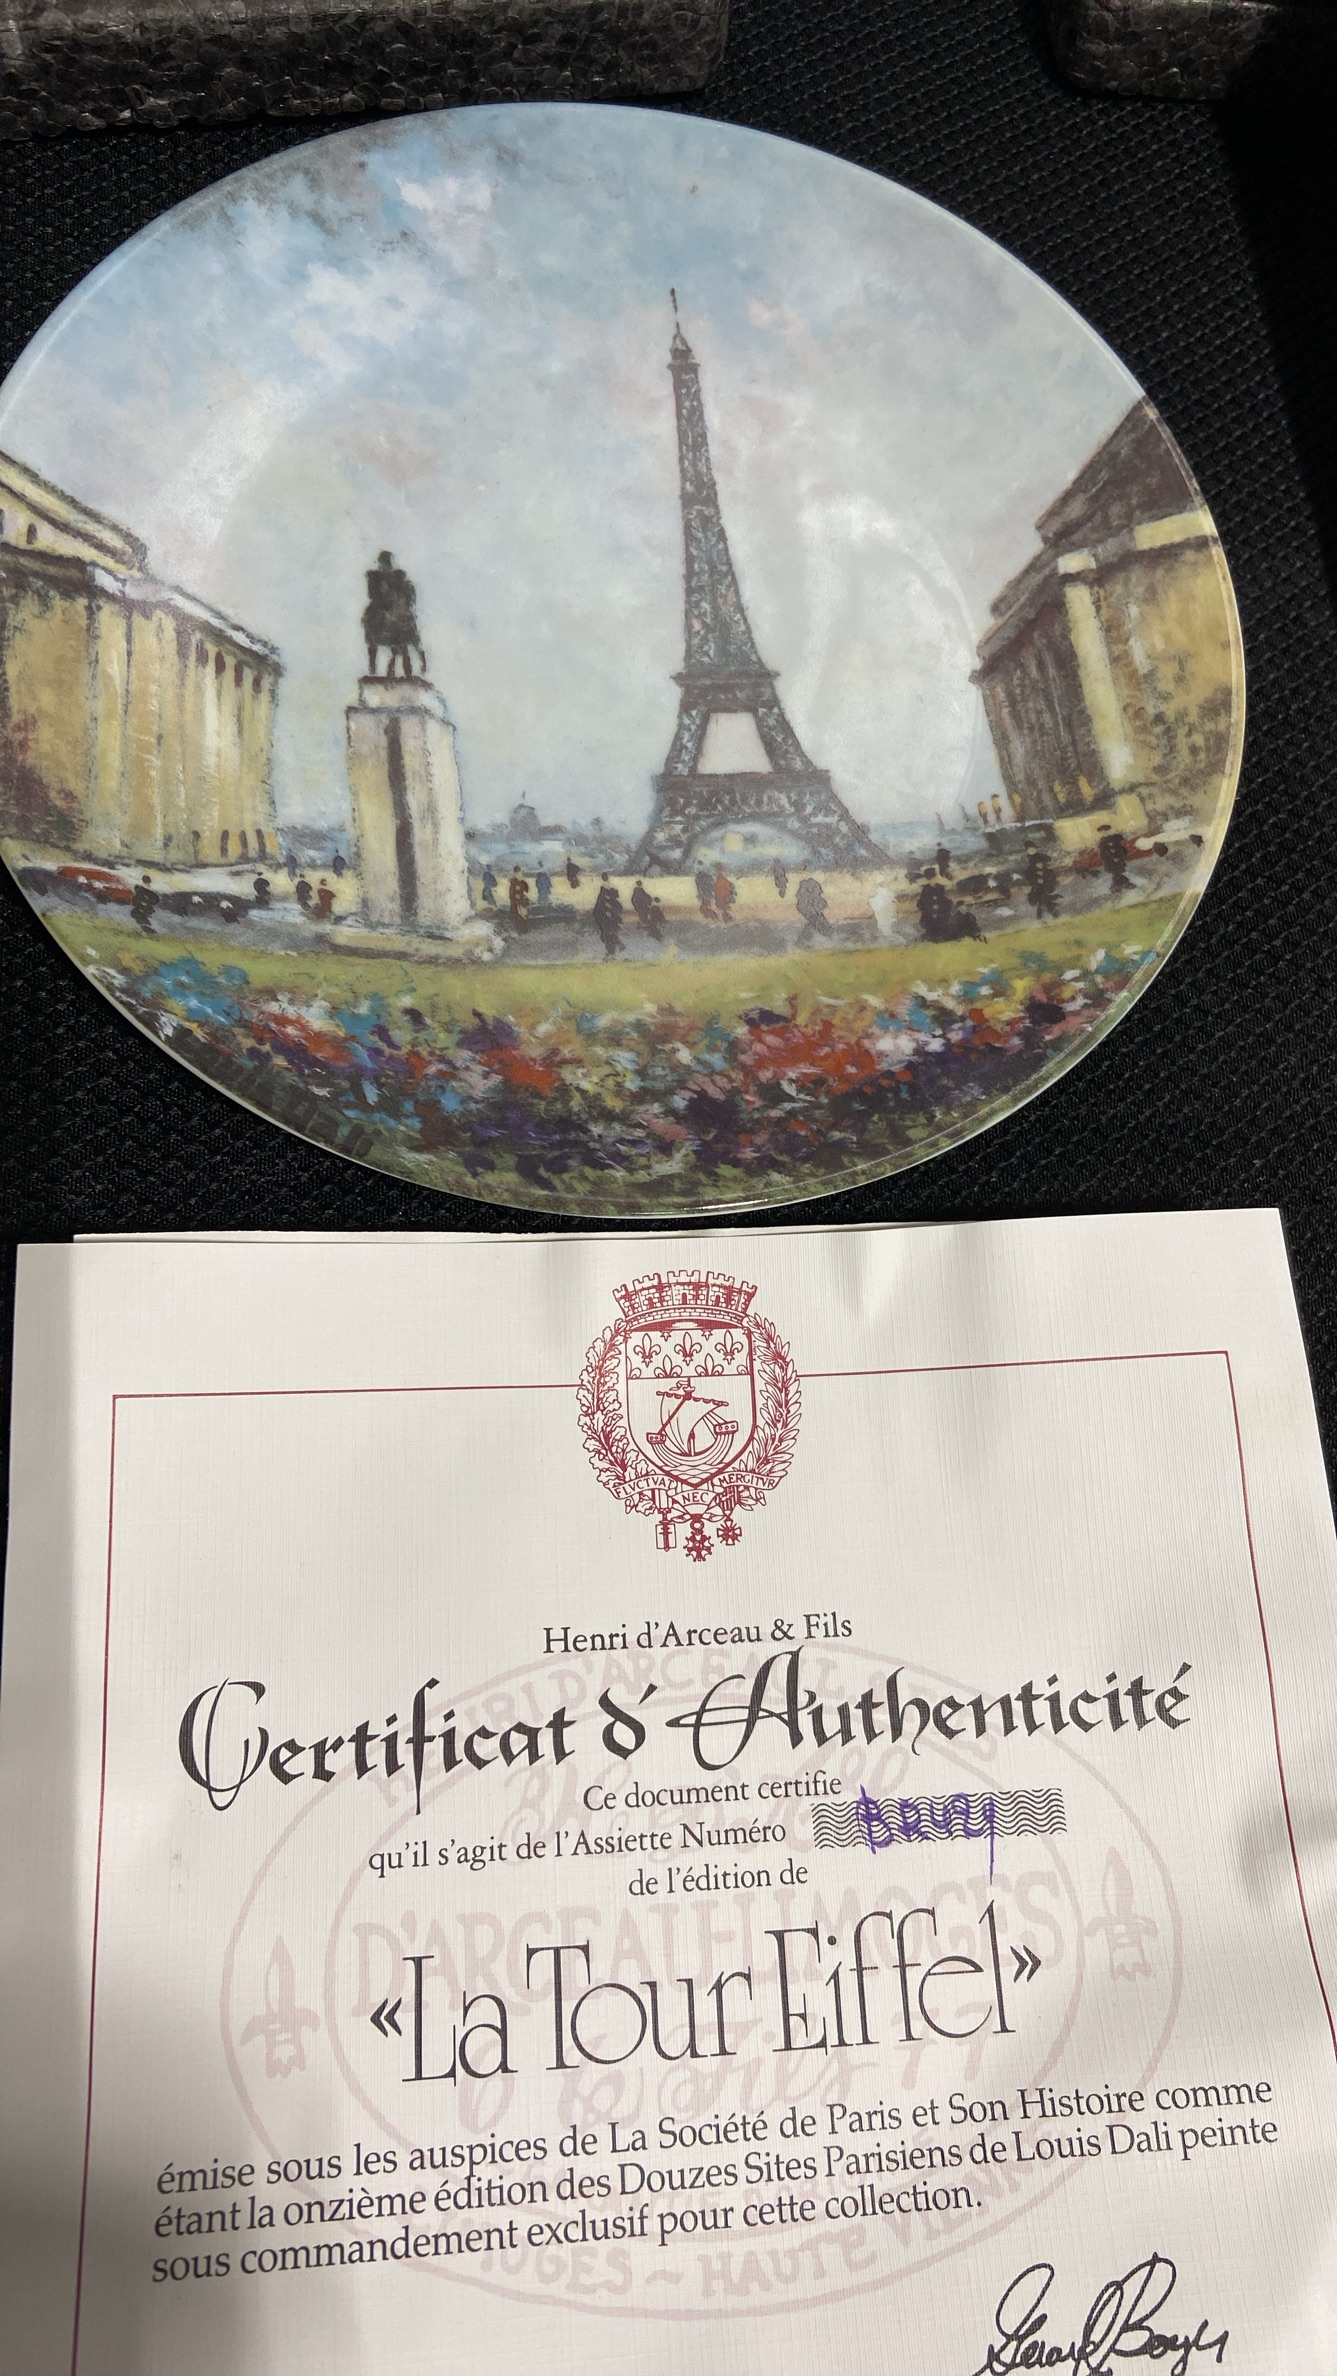 FLVCTVAT NEC MERGITVR
Henri d'Arceau & Fils
Certificat d'Authenticité
Ce document certifie
qu'il s'agit de l'Assiette Numéro
de l'édition de
«La Tour Eiffel»
émise sous les auspices de La Société de Paris et Son Histoire comme
étant la onzième édition des Douzes Sites Parisiens de Louis Dali peinte
sous commandement exclusif pour cette collection.
D'ARCEAU-LIMOGES